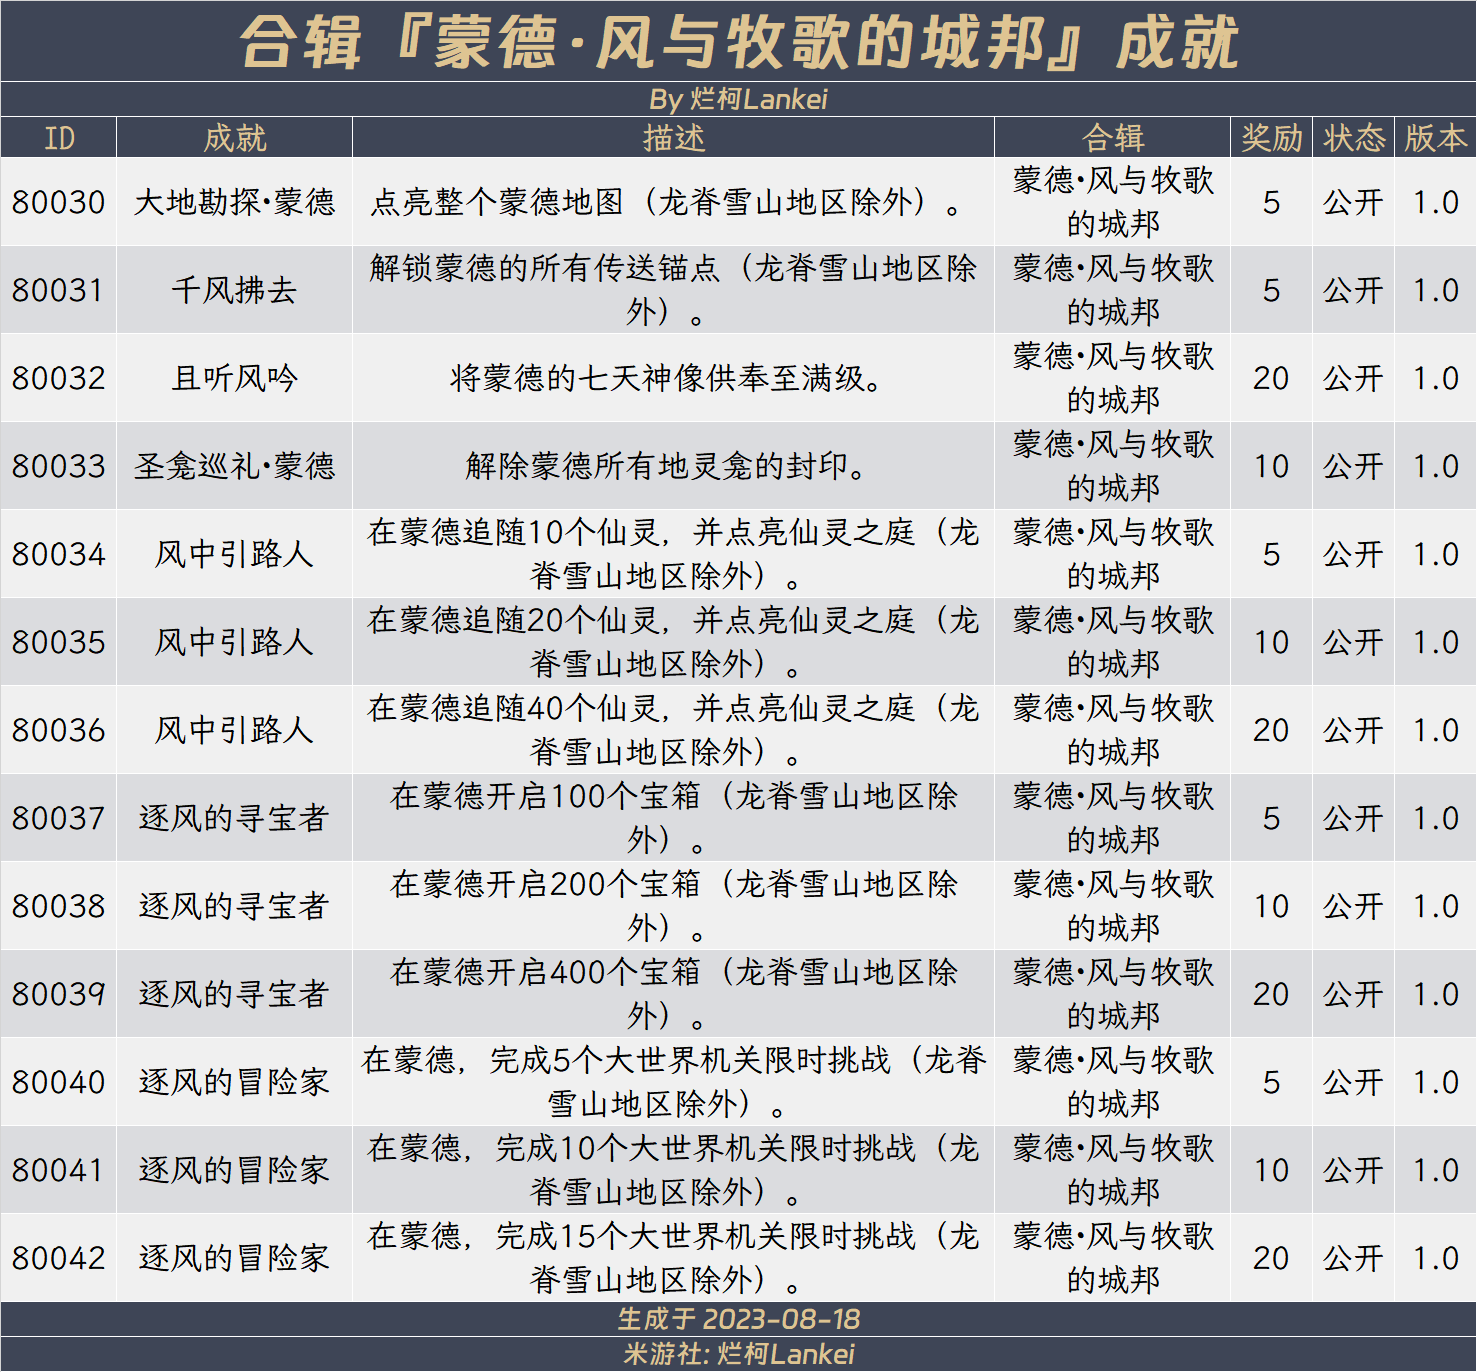 合辑『蒙德·风与牧歌的城邦』成就
By 烂柯Lankei
ID 成就 描述 合辑 奖励 状态 版本
80030 大地勘探·蒙德 点亮整个蒙德地图（龙脊雪山地区除外）。 蒙德·风与牧歌的城邦 5 公开 1.0
80031 千风拂去 解锁蒙德的所有传送锚点（龙脊雪山地区除外）。 蒙德·风与牧歌的城邦 5 公开 1.0
80032 且听风吟 将蒙德的七天神像供奉至满级。 蒙德·风与牧歌的城邦 20 公开 1.0
80033 圣龛巡礼·蒙德 解除蒙德所有地灵龛的封印。 蒙德·风与牧歌的城邦 10 公开 1.0
80034 风中引路人 在蒙德追随10个仙灵，并点亮仙灵之庭（龙脊雪山地区除外）。 蒙德·风与牧歌的城邦 5 公开 1.0
80035 风中引路人 在蒙德追随20个仙灵，并点亮仙灵之庭（龙脊雪山地区除外）。 蒙德·风与牧歌的城邦 10 公开 1.0
80036 风中引路人 在蒙德追随40个仙灵，并点亮仙灵之庭（龙脊雪山地区除外）。 蒙德·风与牧歌的城邦 20 公开 1.0
80037 逐风的寻宝者 在蒙德开启100个宝箱（龙脊雪山地区除外）。 蒙德·风与牧歌的城邦 5 公开 1.0
80038 逐风的寻宝者 在蒙德开启200个宝箱（龙脊雪山地区除外）。 蒙德·风与牧歌的城邦 10 公开 1.0
80039 逐风的寻宝者 在蒙德开启400个宝箱（龙脊雪山地区除外）。 蒙德·风与牧歌的城邦 20 公开 1.0
80040 逐风的冒险家 在蒙德，完成5个大世界机关限时挑战（龙脊雪山地区除外）。 蒙德·风与牧歌的城邦 5 公开 1.0
80041 逐风的冒险家 在蒙德，完成10个大世界机关限时挑战（龙脊雪山地区除外）。 蒙德·风与牧歌的城邦 10 公开 1.0
80042 逐风的冒险家 在蒙德，完成15个大世界机关限时挑战（龙脊雪山地区除外）。 蒙德·风与牧歌的城邦 20 公开 1.0
生成于 2023-08-18
米游社: 烂柯Lankei